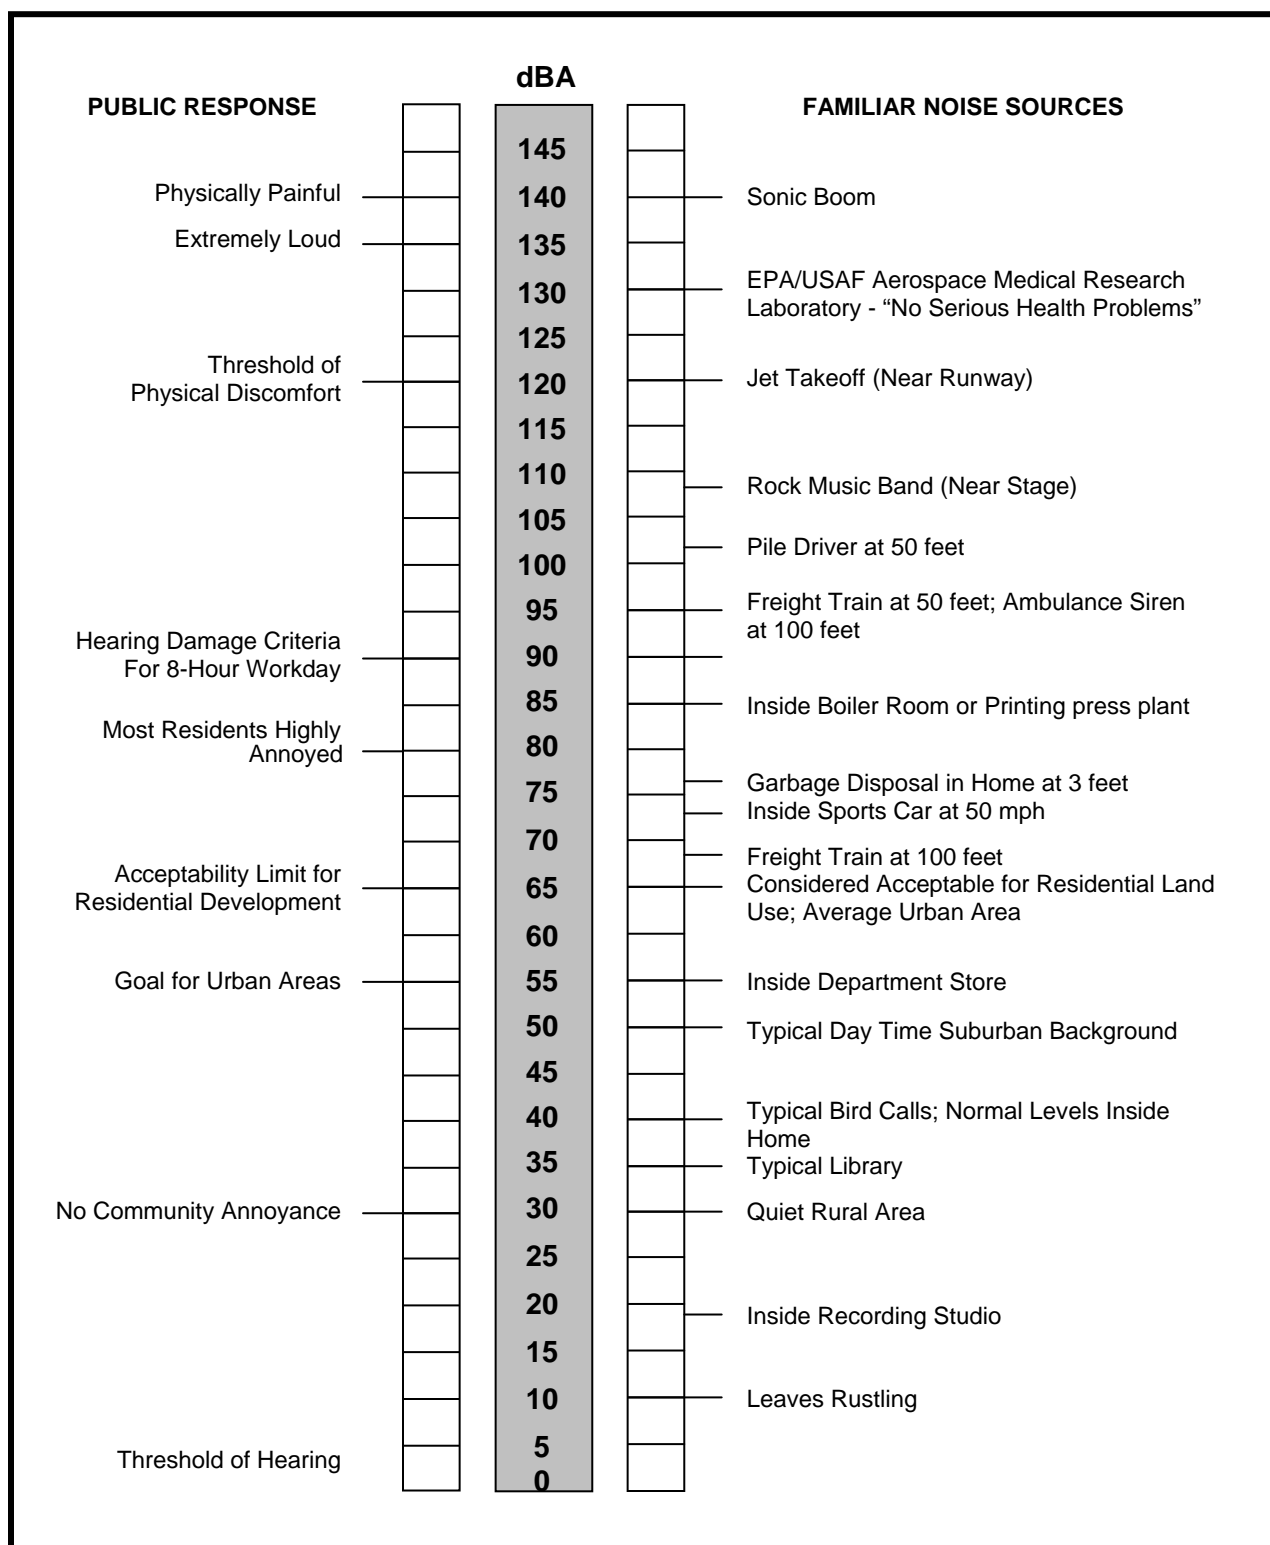 dBA
PUBLIC RESPONSE
Physically Painful
Extremely Loud
Threshold of
Physical Discomfort
Hearing Damage Criteria
For 8-Hour Workday
Most Residents Highly
Annoyed
Acceptability Limit for
Residential Development
Goal for Urban Areas
No Community Annoyance
Threshold of Hearing
145
140
135
130
125
120
115
110
105
100
95
90
85
80
75
70
65
60
55
50
45
40
35
30
25
20
15
10
5
0
FAMILIAR NOISE SOURCES
Sonic Boom
EPA/USAF Aerospace Medical Research
Laboratory - “No Serious Health Problems”
Jet Takeoff (Near Runway)
Rock Music Band (Near Stage)
Pile Driver at 50 feet
Freight Train at 50 feet; Ambulance Siren
at 100 feet
Inside Boiler Room or Printing press plant
Garbage Disposal in Home at 3 feet
Inside Sports Car at 50 mph
Freight Train at 100 feet
Considered Acceptable for Residential Land
Use; Average Urban Area
Inside Department Store
Typical Day Time Suburban Background
Typical Bird Calls; Normal Levels Inside
Home
Typical Library
Quiet Rural Area
Inside Recording Studio
Leaves Rustling